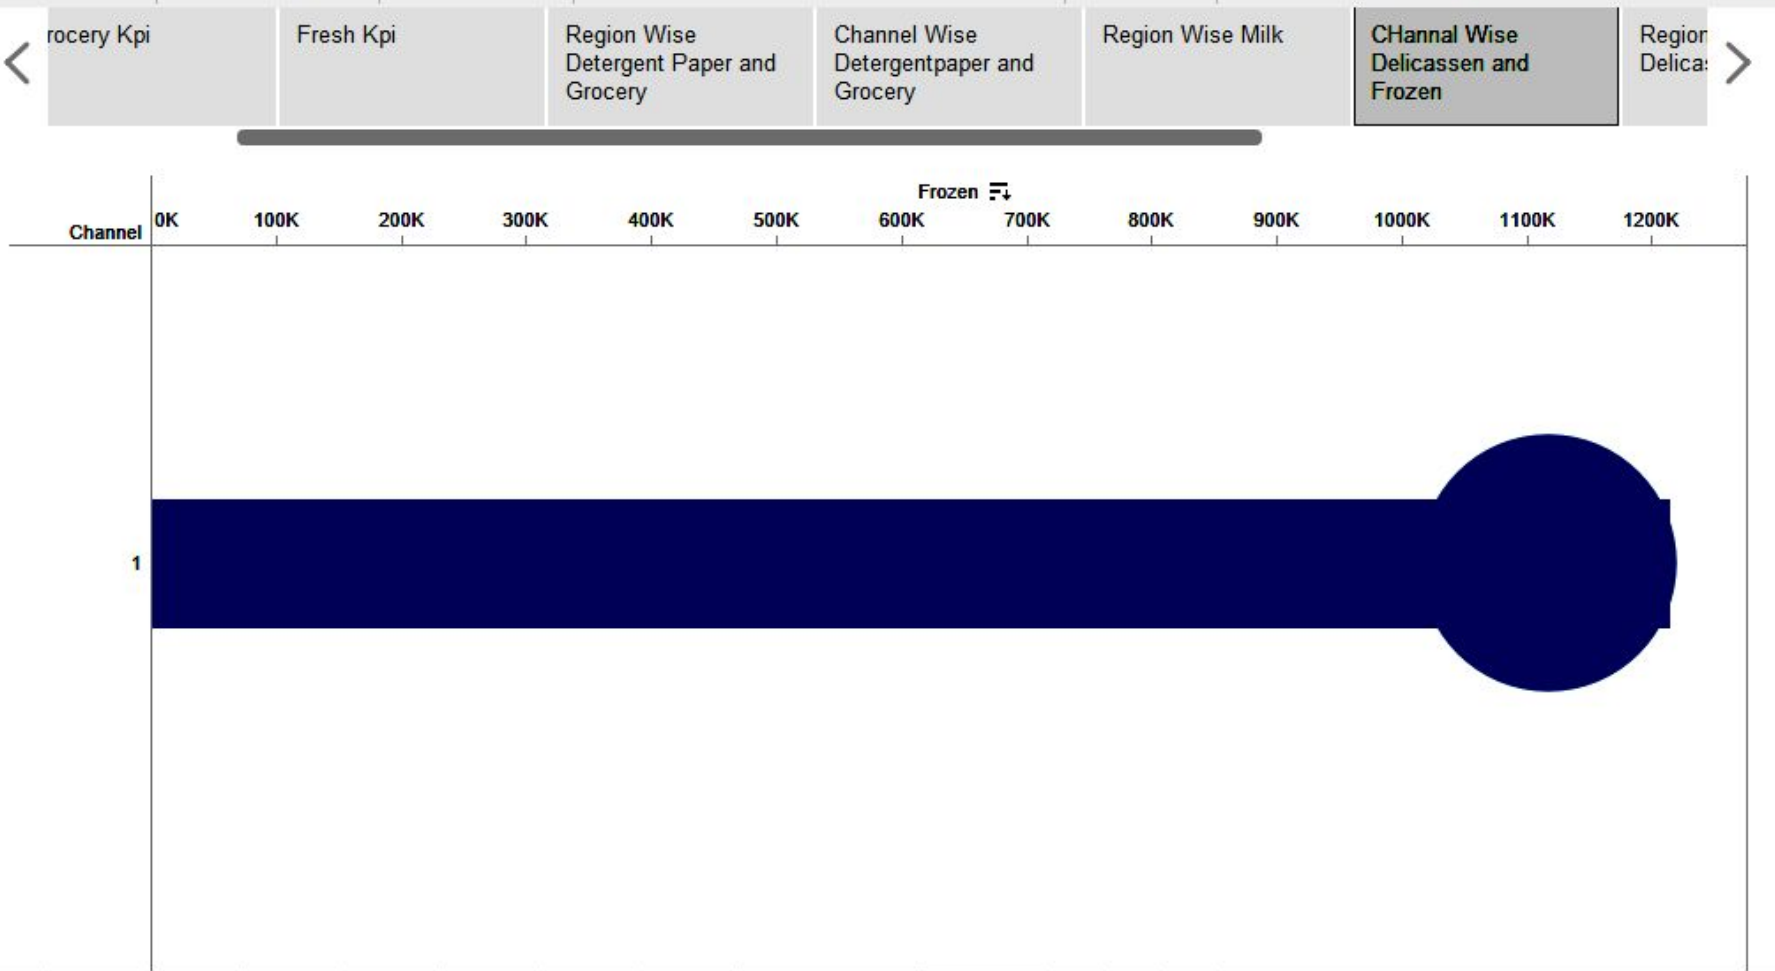 rocery Kpi
Fresh Kpi
Region Wise
Detergent Paper and
Grocery
Channel Wise
Detergentpaper and
Grocery
Region Wise Milk
CHannal Wise
Delicassen and
Frozen
Region
Delicas
Frozen
Channel
0K 100K 200K 300K 400K 500K 600K 700K 800K 900K 1000K 1100K 1200K
1